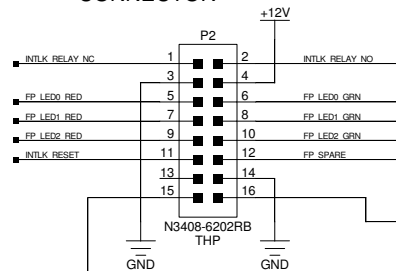 CONNECTOR
+12V
P2
INTLK RELAY NC 1 2 INTLK RELAY NO
3 4
FP LED0 RED 5 6 FP LED0 GRN
FP LED1 RED 7 8 FP LED1 GRN
FP LED2 RED 9 10 FP LED2 GRN
INTLK RESET 11 12 FP SPARE
13 14
15 16
N3408-6202RB
THP
GND GND